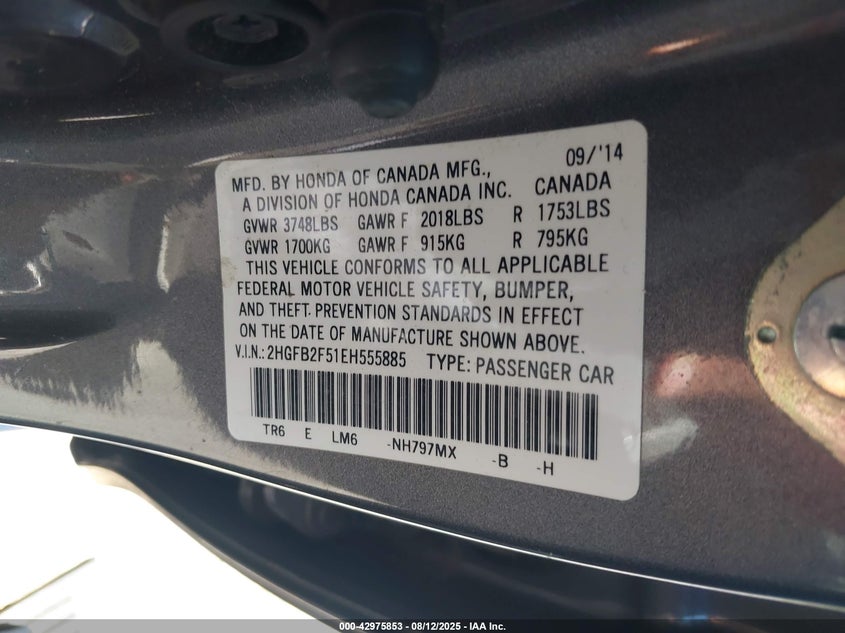 09/'14
MFD. BY HONDA OF CANADA MFG.,
A DIVISION OF HONDA CANADA INC. CANADA
GVWR 3748LBS GAWR F 2018LBS R 1753LBS
GVWR 1700KG GAWR F 915KG R 795KG
THIS VEHICLE CONFORMS TO ALL APPLICABLE
FEDERAL MOTOR VEHICLE SAFETY, BUMPER,
AND THEFT PREVENTION STANDARDS IN EFFECT
ON THE DATE OF MANUFACTURE SHOWN ABOVE.
V.I.N.: 2HGFB2F51EH555885 TYPE: PASSENGER CAR
TR6 E LM6 -NH797MX -B -H
000-42975853 - 08/12/2025 - IAA Inc.